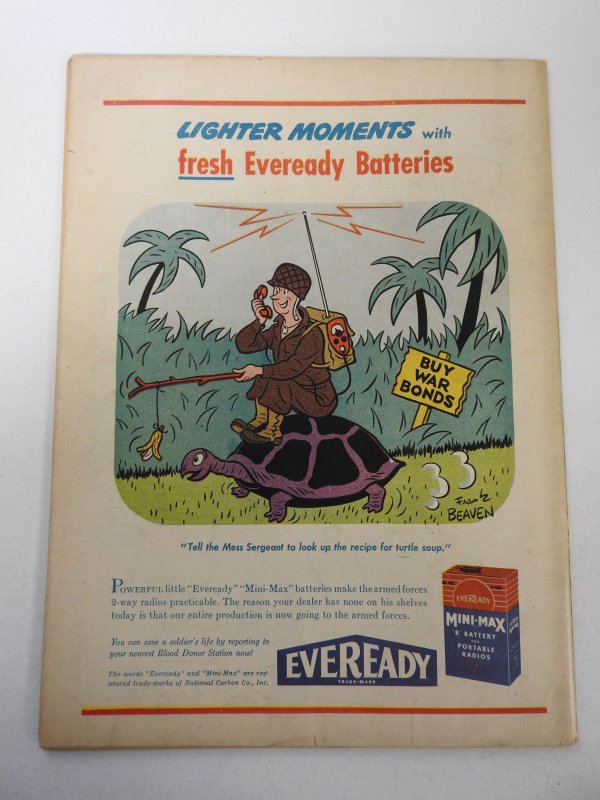 LIGHTER MOMENTS with
fresh Eveready Batteries
BUY
WAR
BONDS
Frank
BEAVEN
"Tell the Mess Sergeant to look up the recipe for turtle soup."
POWERFUL little "Eveready" "Mini-Max" batteries make the armed forces
2-way radios practicable. The reason your dealer has none on his shelves
today is that our entire production is now going to the armed forces.
You can save a soldier's life by reporting to
your nearest Blood Donor Station now!
The words "Eveready" and "Mini-Max" are reg-
istered trade-marks of National Carbon Co., Inc.
EVEREADY
TRADE-MARK
EVEREADY
MINI-MAX
"B" BATTERY
FOR
PORTABLE
RADIOS